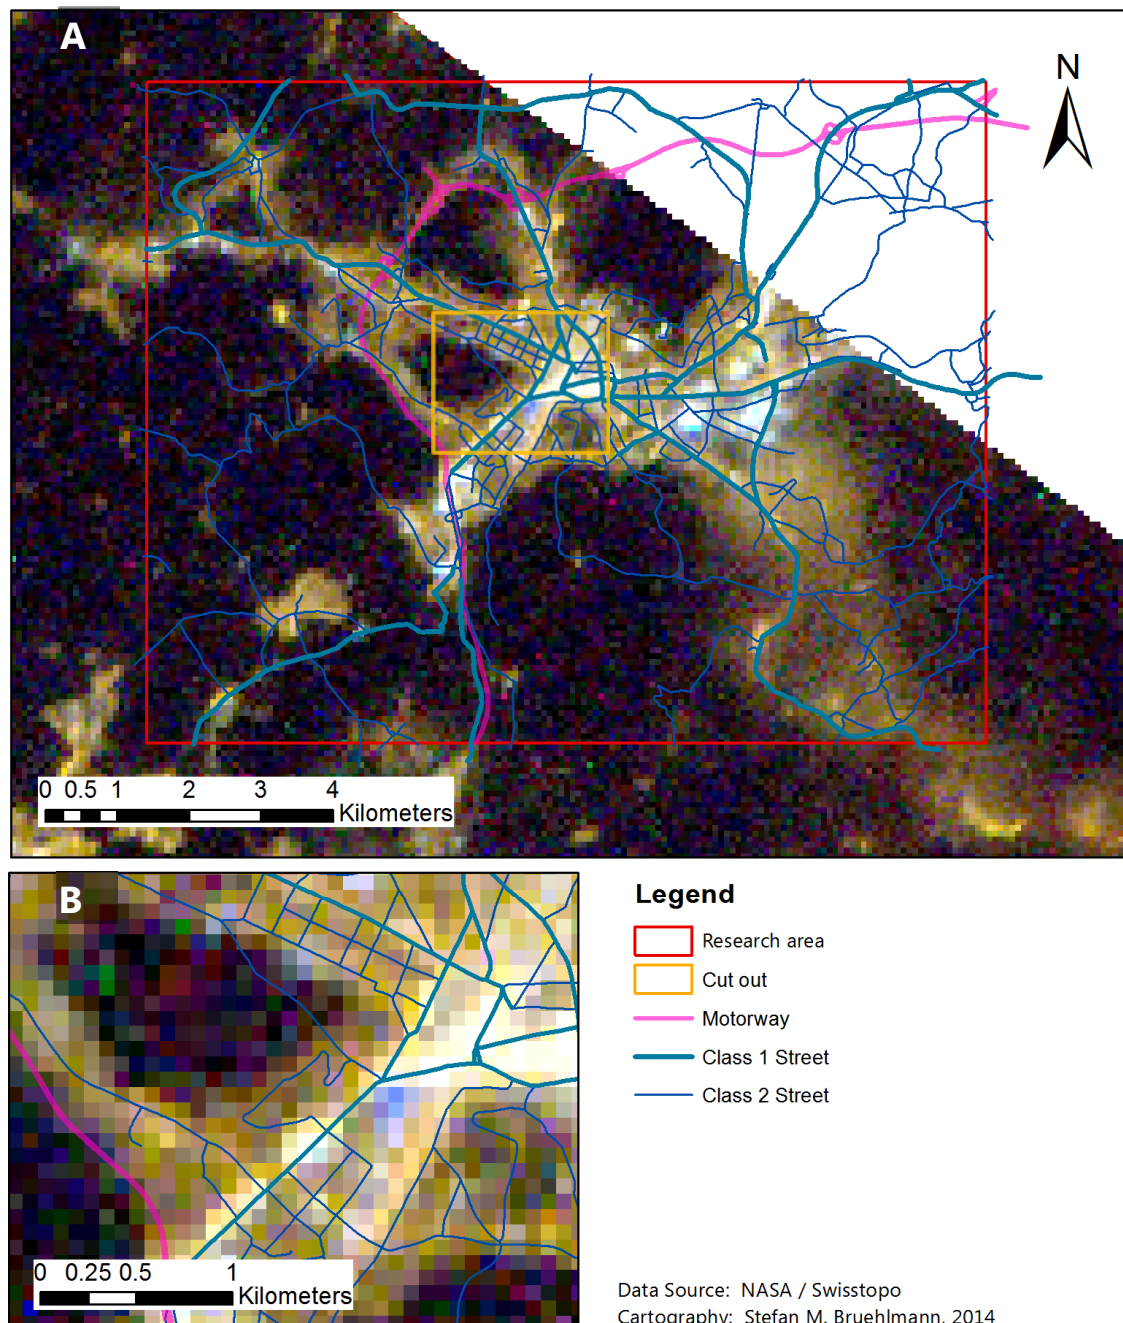 A
N
0 0.5 1 2 3 4
Kilometers
B
0 0.25 0.5 1
Kilometers
Legend
Research area
Cut out
Motorway
Class 1 Street
Class 2 Street
Data Source: NASA / Swisstopo
Cartography: Stefan M. Bruehlmann, 2014